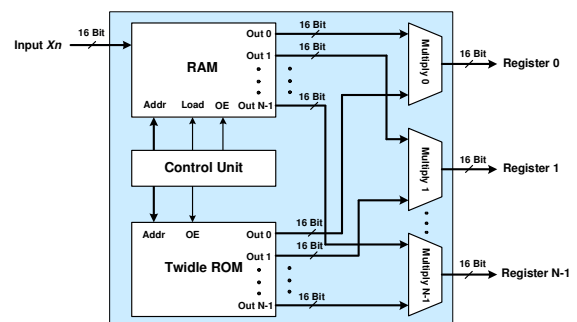 Input Xn
16 Bit
RAM
Out 0
16 Bit
Out 1
16 Bit
Out N-1
16 Bit
Addr Load OE
Control Unit
Addr OE
Twidle ROM
Out 0
16 Bit
Out 1
16 Bit
Out N-1
16 Bit
Multiply 0
16 Bit
Register 0
Multiply 1
16 Bit
Register 1
Multiply N-1
16 Bit
Register N-1